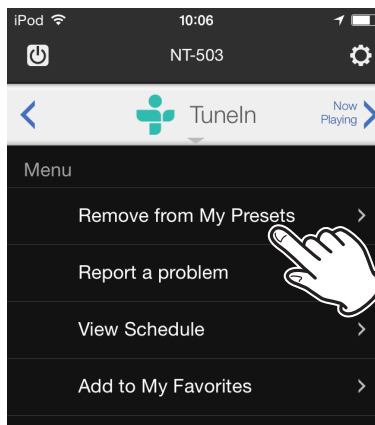 iPod 10:06
NT-503
TuneIn
Now
Playing
Menu
Remove from My Presets
Report a problem
View Schedule
Add to My Favorites